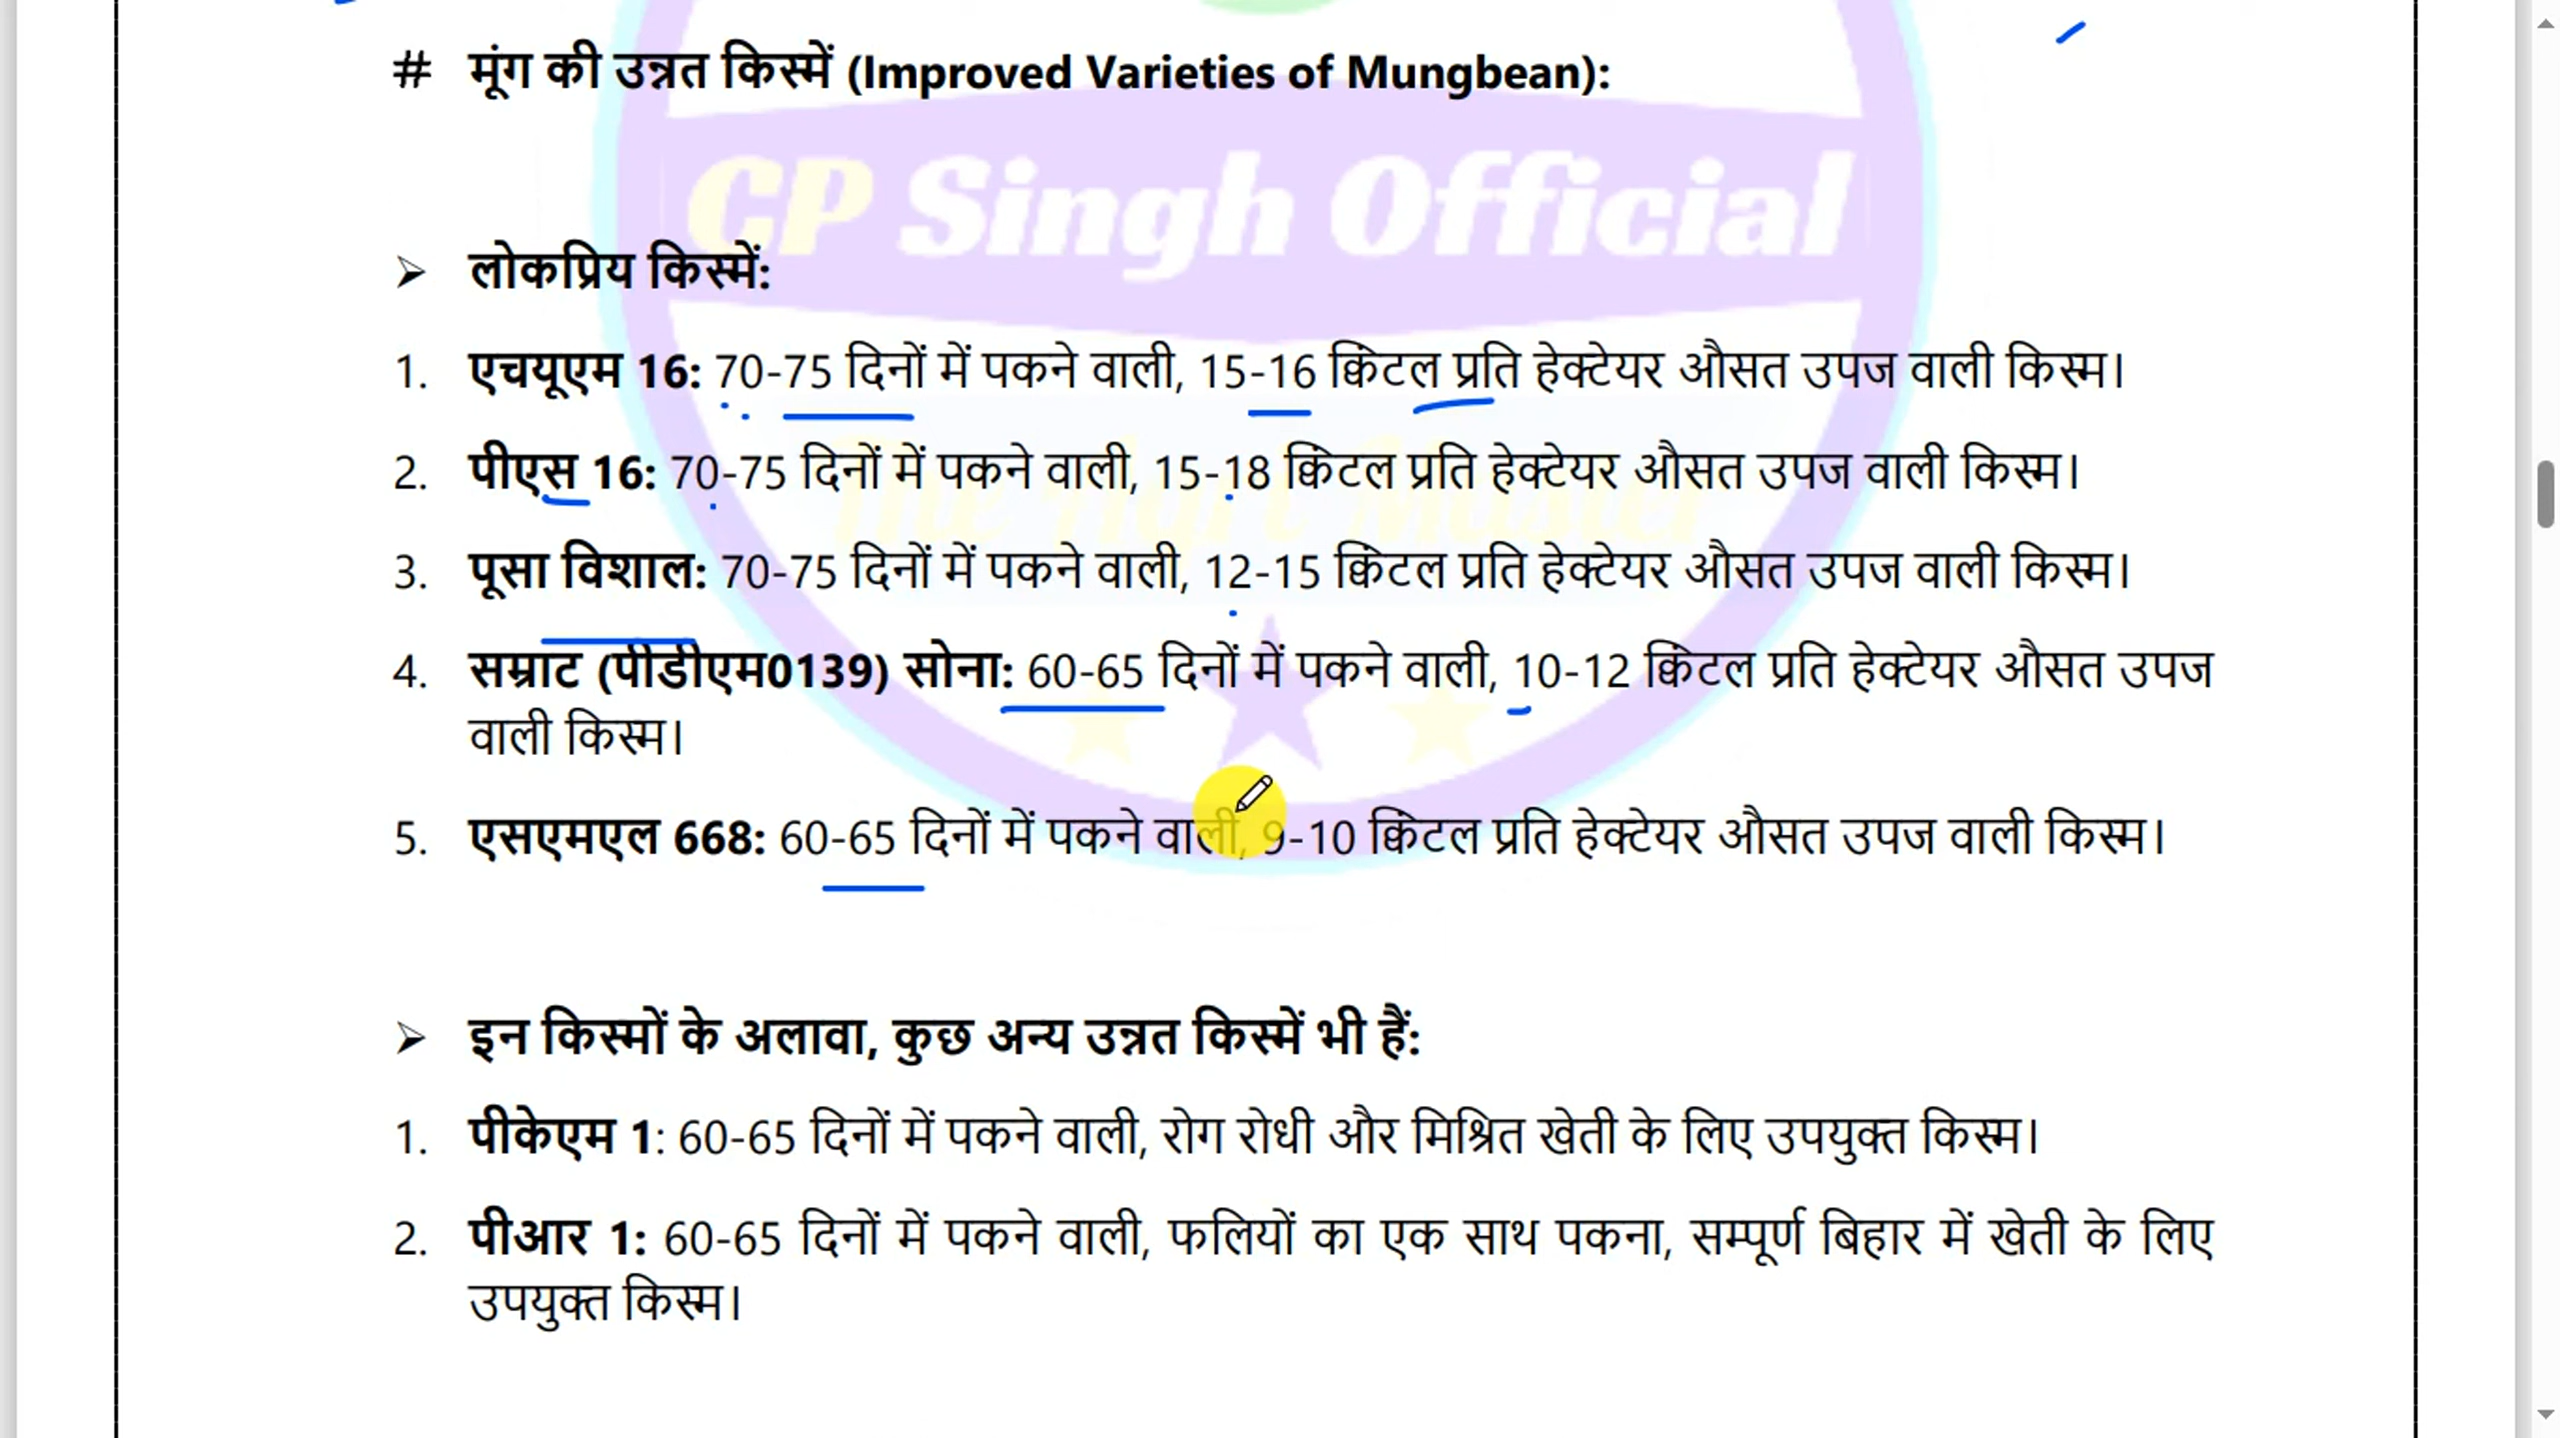 # मूंग की उन्नत किस्में (Improved Varieties of Mungbean):
CP Singh Official
➢ लोकप्रिय किस्में:
1. एचयूएम 16: 70-75 दिनों में पकने वाली, 15-16 क्विंटल प्रति हेक्टेयर औसत उपज वाली किस्म।
2. पीएस 16: 70-75 दिनों में पकने वाली, 15-18 क्विंटल प्रति हेक्टेयर औसत उपज वाली किस्म।
The Agri Master
3. पूसा विशाल: 70-75 दिनों में पकने वाली, 12-15 क्विंटल प्रति हेक्टेयर औसत उपज वाली किस्म।
4. सम्राट (पीडीएम0139) सोना: 60-65 दिनों में पकने वाली, 10-12 क्विंटल प्रति हेक्टेयर औसत उपज
वाली किस्म।
5. एसएमएल 668: 60-65 दिनों में पकने वाली, 9-10 क्विंटल प्रति हेक्टेयर औसत उपज वाली किस्म।
➢ इन किस्मों के अलावा, कुछ अन्य उन्नत किस्में भी हैं:
1. पीकेएम 1: 60-65 दिनों में पकने वाली, रोग रोधी और मिश्रित खेती के लिए उपयुक्त किस्म।
2. पीआर 1: 60-65 दिनों में पकने वाली, फलियों का एक साथ पकना, सम्पूर्ण बिहार में खेती के लिए
उपयुक्त किस्म।